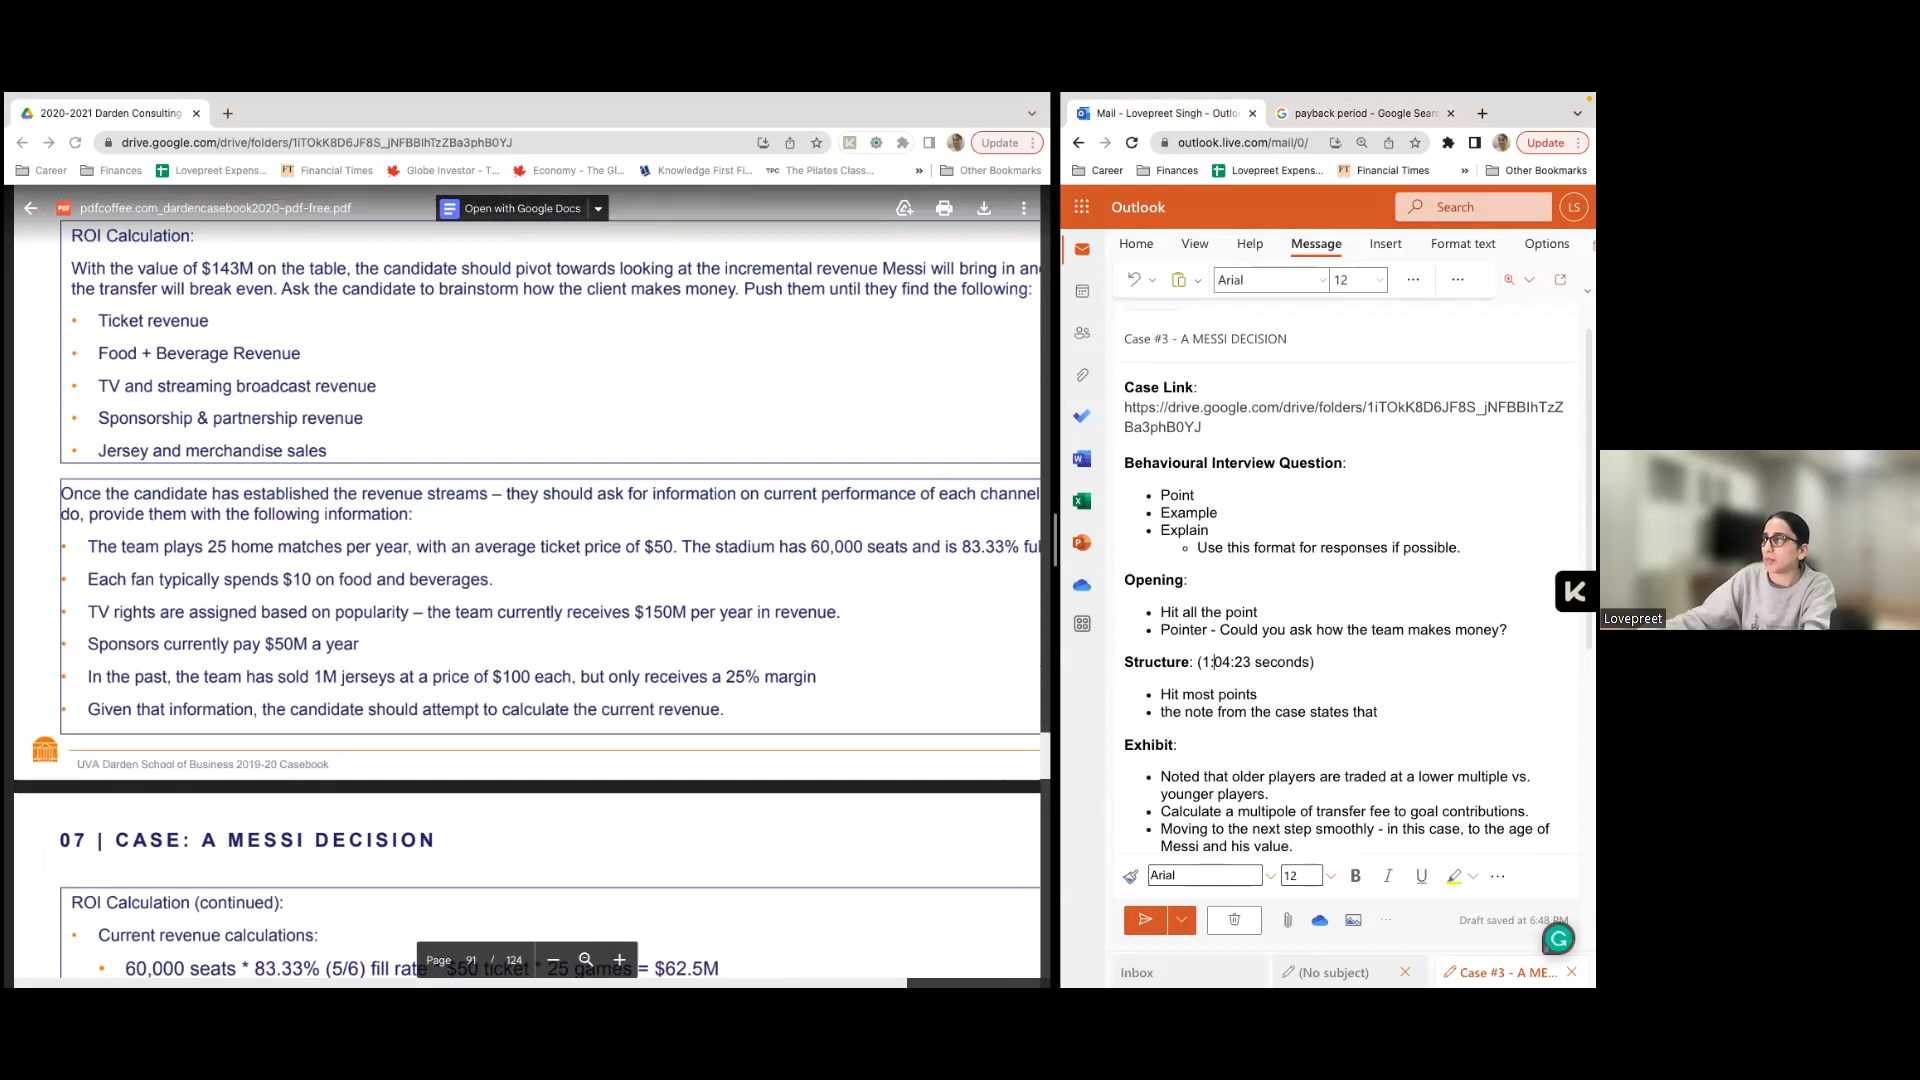 2020-2021 Darden Consulting
drive.google.com/drive/folders/1iTOkK8D6JF8S_jNFBBIhTzZBa3phB0YJ
Update
Career
Finances
Lovepreet Expens...
FT Financial Times
Globe Investor - T...
Economy - The Gl...
Knowledge First Fi...
TPC The Pilates Class...
»
Other Bookmarks
PDF pdfcoffee.com_dardencasebook2020-pdf-free.pdf
Open with Google Docs
ROI Calculation:
With the value of $143M on the table, the candidate should pivot towards looking at the incremental revenue Messi will bring in an
the transfer will break even. Ask the candidate to brainstorm how the client makes money. Push them until they find the following:
• Ticket revenue
• Food + Beverage Revenue
• TV and streaming broadcast revenue
• Sponsorship & partnership revenue
• Jersey and merchandise sales
Once the candidate has established the revenue streams – they should ask for information on current performance of each channel
do, provide them with the following information:
• The team plays 25 home matches per year, with an average ticket price of $50. The stadium has 60,000 seats and is 83.33% ful
• Each fan typically spends $10 on food and beverages.
• TV rights are assigned based on popularity – the team currently receives $150M per year in revenue.
• Sponsors currently pay $50M a year
• In the past, the team has sold 1M jerseys at a price of $100 each, but only receives a 25% margin
• Given that information, the candidate should attempt to calculate the current revenue.
UVA Darden School of Business 2019-20 Casebook
07 | CASE: A MESSI DECISION
ROI Calculation (continued):
• Current revenue calculations:
• 60,000 seats * 83.33% (5/6) fill rate * $50 ticket * 25 games = $62.5M
Page 91 / 124
Mail - Lovepreet Singh - Outlo
payback period - Google Searc
outlook.live.com/mail/0/
Update
Career
Finances
Lovepreet Expens...
FT Financial Times
»
Other Bookmarks
Outlook
Search
LS
Home
View
Help
Message
Insert
Format text
Options
Arial
12
Case #3 - A MESSI DECISION
Case Link:
https://drive.google.com/drive/folders/1iTOkK8D6JF8S_jNFBBIhTzZ
Ba3phB0YJ
Behavioural Interview Question:
• Point
• Example
• Explain
◦ Use this format for responses if possible.
Opening:
• Hit all the point
• Pointer - Could you ask how the team makes money?
Structure: (1:04:23 seconds)
• Hit most points
• the note from the case states that
Exhibit:
• Noted that older players are traded at a lower multiple vs.
younger players.
• Calculate a multipole of transfer fee to goal contributions.
• Moving to the next step smoothly - in this case, to the age of
Messi and his value.
Arial
12
B
I
U
Draft saved at 6:48 PM
Inbox
(No subject)
Case #3 - A ME...
K
Lovepreet